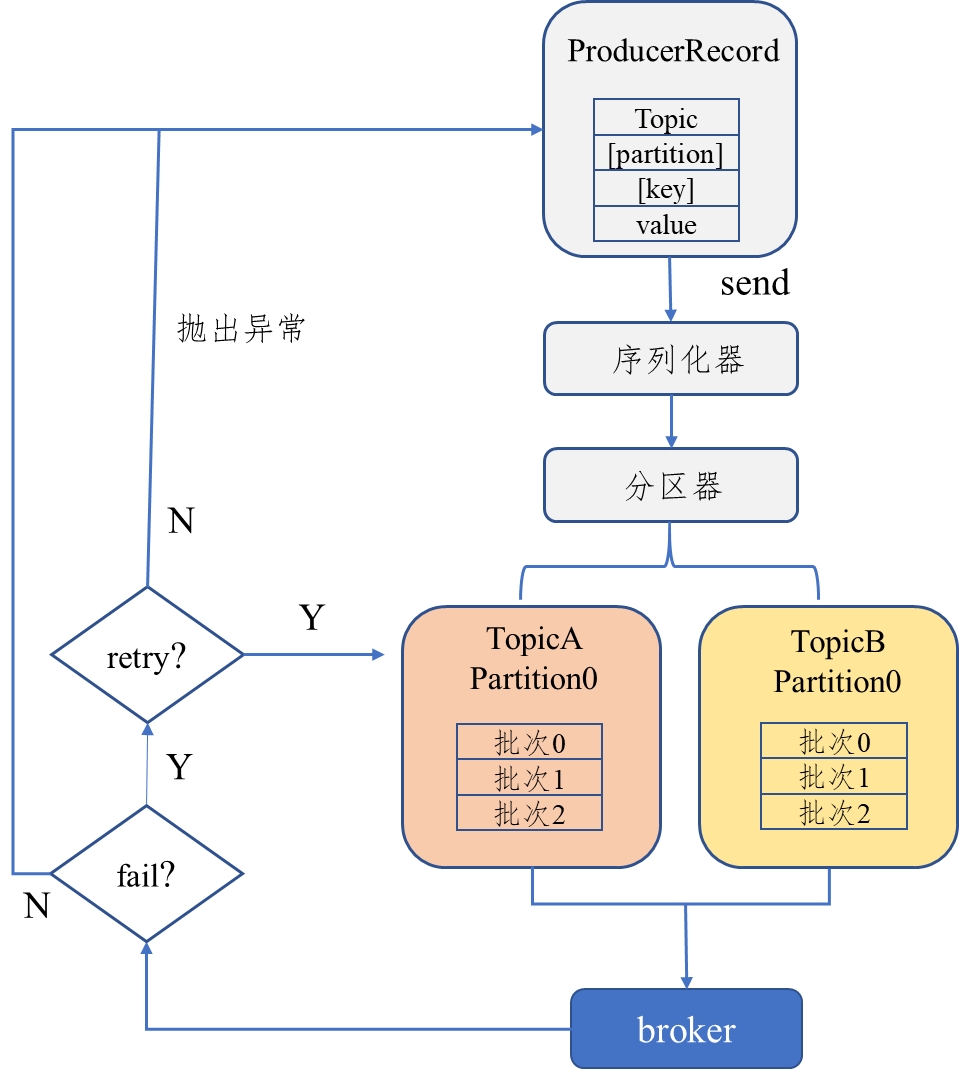 ProducerRecord
Topic
[partition]
[key]
value
send
序列化器
抛出异常
分区器
N
Y
retry?
TopicA
Partition0
批次0
批次1
批次2
TopicB
Partition0
批次0
批次1
批次2
Y
fail?
N
broker